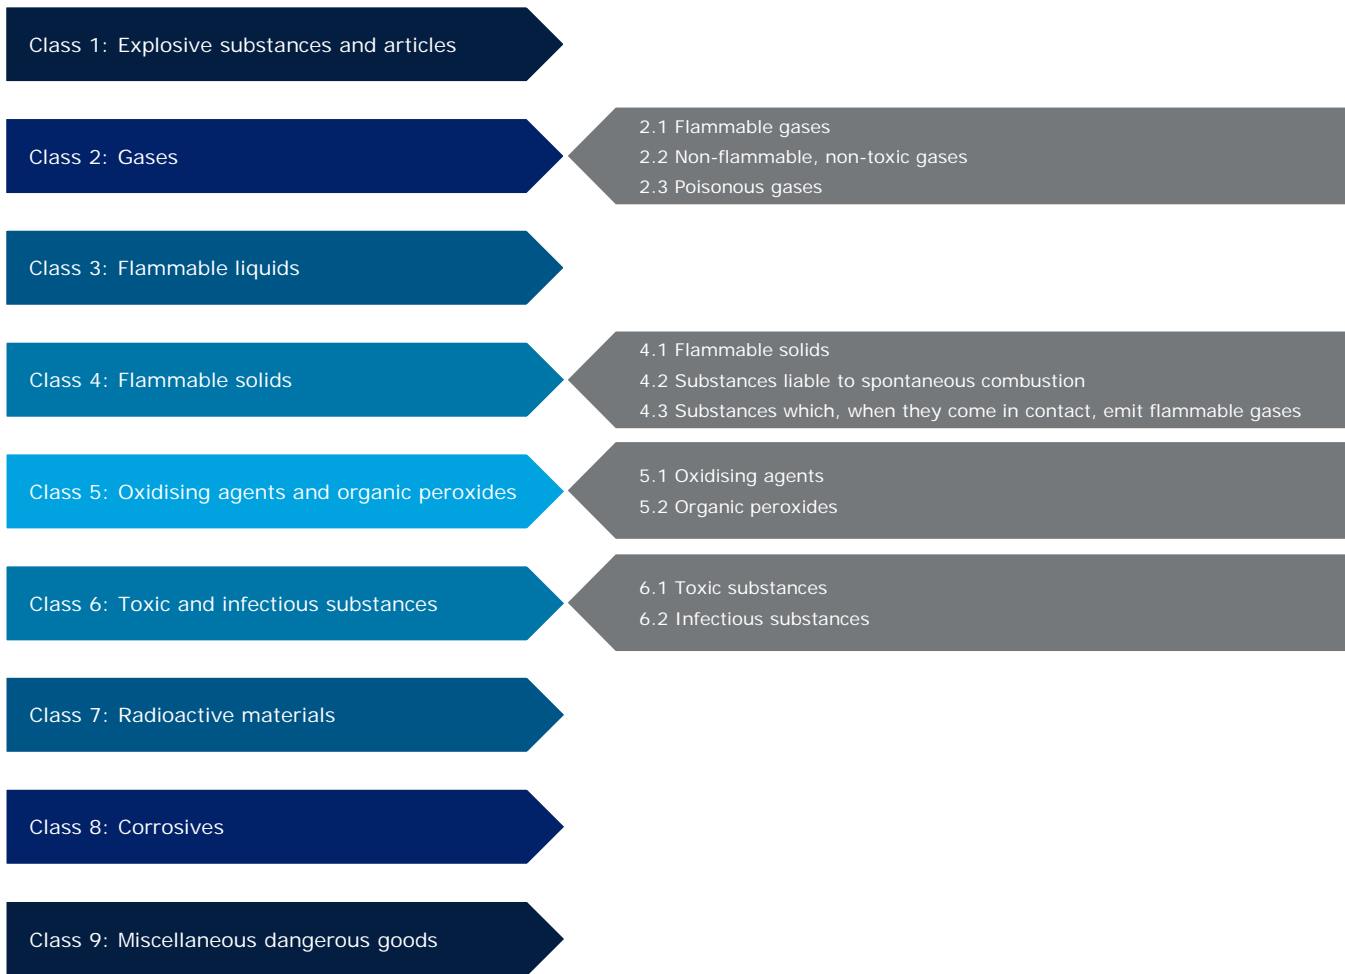 Class 1: Explosive substances and articles
Class 2: Gases
2.1 Flammable gases
2.2 Non-flammable, non-toxic gases
2.3 Poisonous gases
Class 3: Flammable liquids
Class 4: Flammable solids
4.1 Flammable solids
4.2 Substances liable to spontaneous combustion
4.3 Substances which, when they come in contact, emit flammable gases
Class 5: Oxidising agents and organic peroxides
5.1 Oxidising agents
5.2 Organic peroxides
Class 6: Toxic and infectious substances
6.1 Toxic substances
6.2 Infectious substances
Class 7: Radioactive materials
Class 8: Corrosives
Class 9: Miscellaneous dangerous goods